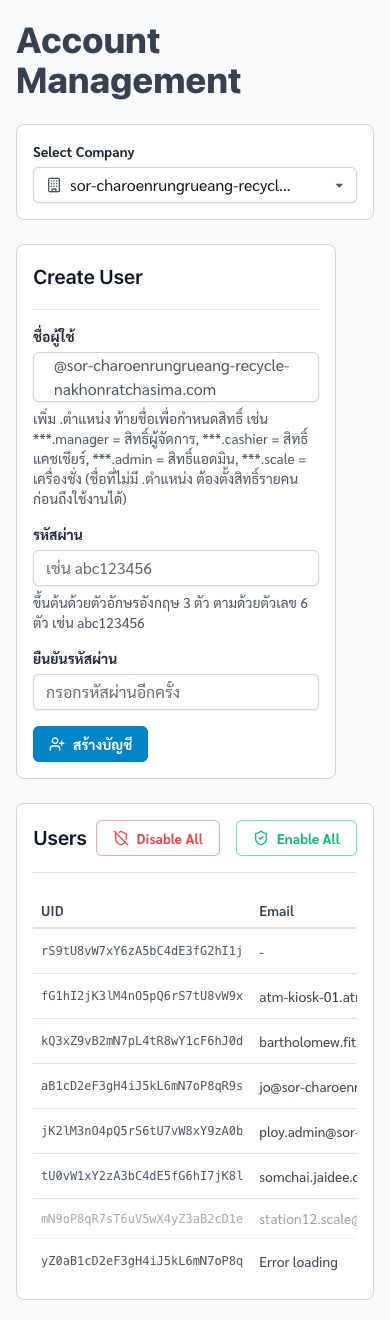 Account
Management
Select Company
sor-charoenrungrueang-recycl...
Create User
ชื่อผู้ใช้
@sor-charoenrungrueang-recycle-
nakhonratchasima.com
เพิ่ม .ตำแหน่ง ท้ายชื่อเพื่อกำหนดสิทธิ์ เช่น
***.manager = สิทธิ์ผู้จัดการ, ***.cashier = สิทธิ์
แคชเชียร์, ***.admin = สิทธิ์แอดมิน, ***.scale =
เครื่องชั่ง (ชื่อที่ไม่มี .ตำแหน่ง ต้องตั้งสิทธิ์รายคน
ก่อนถึงใช้งานได้)
รหัสผ่าน
เช่น abc123456
ขึ้นต้นด้วยตัวอักษรอังกฤษ 3 ตัว ตามด้วยตัวเลข 6
ตัว เช่น abc123456
ยืนยันรหัสผ่าน
กรอกรหัสผ่านอีกครั้ง
สร้างบัญชี
Users Disable All Enable All
UID Email
rS9tU8vW7xY6zA5bC4dE3fG2hI1j -
fG1hI2jK3lM4nO5pQ6rS7tU8vW9x atm-kiosk-01.atm
kQ3xZ9vB2mN7pL4tR8wY1cF6hJ0d bartholomew.fit
aB1cD2eF3gH4iJ5kL6mN7oP8qR9s jo@sor-charoenr
jK2lM3nO4pQ5rS6tU7vW8xY9zA0b ploy.admin@sor-
tU0vW1xY2zA3bC4dE5fG6hI7jK8l somchai.jaidee.c
mN9oP8qR7sT6uV5wX4yZ3aB2cD1e station12.scale@
yZ0aB1cD2eF3gH4iJ5kL6mN7oP8q Error loading